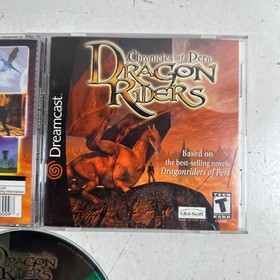 Chronicles of Pern
DRAGON
RIDERS
Dreamcast.
Based on
the best-selling novels
Dragonriders of Pern
TEEN
T
Ubi Soft
DRAGON
RIDERS